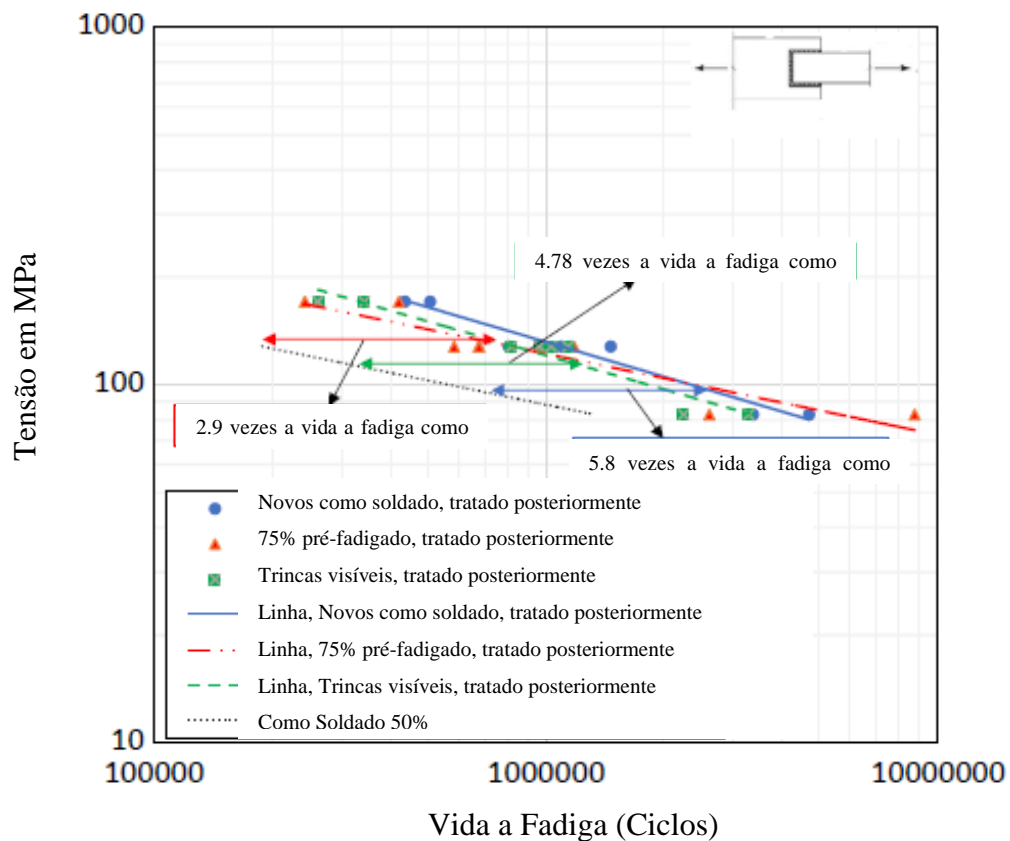 1000
4.78 vezes a vida a fadiga como
Tensão em MPa
100
2.9 vezes a vida a fadiga como
5.8 vezes a vida a fadiga como
Novos como soldado, tratado posteriormente
75% pré-fadigado, tratado posteriormente
Trincas visíveis, tratado posteriormente
Linha, Novos como soldado, tratado posteriormente
Linha, 75% pré-fadigado, tratado posteriormente
Linha, Trincas visíveis, tratado posteriormente
Como Soldado 50%
10
100000
1000000
10000000
Vida a Fadiga (Ciclos)